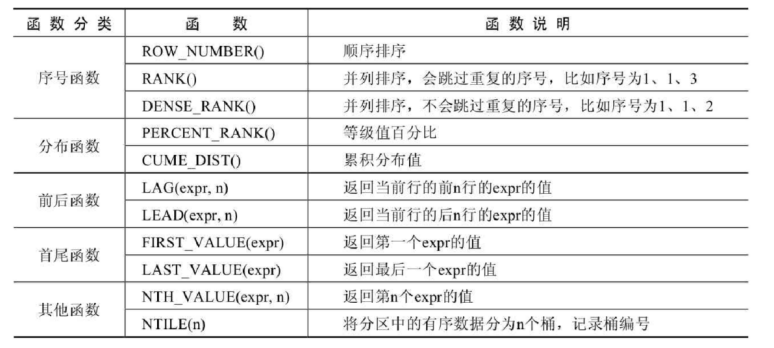 函数分类 函数 函数说明
序号函数 ROW_NUMBER() 顺序排序
RANK() 并列排序，会跳过重复的序号，比如序号为1、1、3
DENSE_RANK() 并列排序，不会跳过重复的序号，比如序号为1、1、2
分布函数 PERCENT_RANK() 等级值百分比
CUME_DIST() 累积分布值
前后函数 LAG(expr, n) 返回当前行的前n行的expr的值
LEAD(expr, n) 返回当前行的后n行的expr的值
首尾函数 FIRST_VALUE(expr) 返回第一个expr的值
LAST_VALUE(expr) 返回最后一个expr的值
其他函数 NTH_VALUE(expr, n) 返回第n个expr的值
NTILE(n) 将分区中的有序数据分为n个桶，记录桶编号